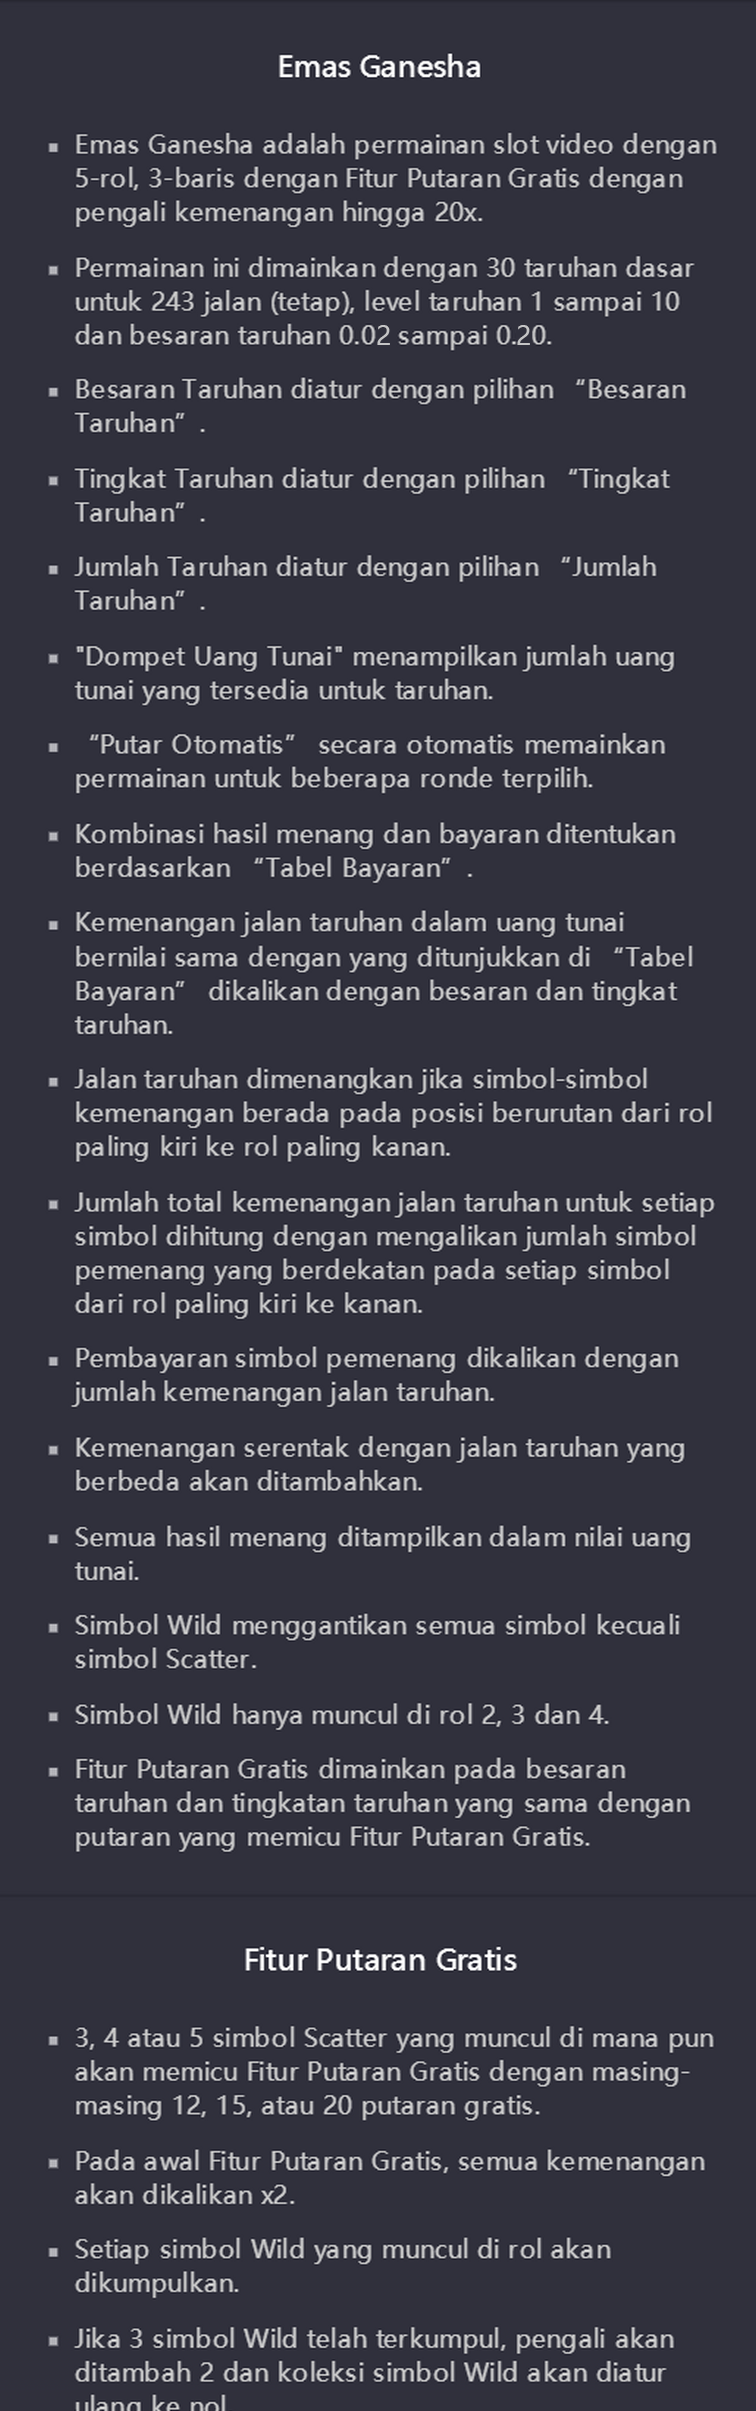 Emas Ganesha
▪ Emas Ganesha adalah permainan slot video dengan
5-rol, 3-baris dengan Fitur Putaran Gratis dengan
pengali kemenangan hingga 20x.
▪ Permainan ini dimainkan dengan 30 taruhan dasar
untuk 243 jalan (tetap), level taruhan 1 sampai 10
dan besaran taruhan 0.02 sampai 0.20.
▪ Besaran Taruhan diatur dengan pilihan “Besaran
Taruhan” .
▪ Tingkat Taruhan diatur dengan pilihan “Tingkat
Taruhan” .
▪ Jumlah Taruhan diatur dengan pilihan “Jumlah
Taruhan” .
▪ "Dompet Uang Tunai" menampilkan jumlah uang
tunai yang tersedia untuk taruhan.
▪ “Putar Otomatis” secara otomatis memainkan
permainan untuk beberapa ronde terpilih.
▪ Kombinasi hasil menang dan bayaran ditentukan
berdasarkan “Tabel Bayaran” .
▪ Kemenangan jalan taruhan dalam uang tunai
bernilai sama dengan yang ditunjukkan di “Tabel
Bayaran” dikalikan dengan besaran dan tingkat
taruhan.
▪ Jalan taruhan dimenangkan jika simbol-simbol
kemenangan berada pada posisi berurutan dari rol
paling kiri ke rol paling kanan.
▪ Jumlah total kemenangan jalan taruhan untuk setiap
simbol dihitung dengan mengalikan jumlah simbol
pemenang yang berdekatan pada setiap simbol
dari rol paling kiri ke kanan.
▪ Pembayaran simbol pemenang dikalikan dengan
jumlah kemenangan jalan taruhan.
▪ Kemenangan serentak dengan jalan taruhan yang
berbeda akan ditambahkan.
▪ Semua hasil menang ditampilkan dalam nilai uang
tunai.
▪ Simbol Wild menggantikan semua simbol kecuali
simbol Scatter.
▪ Simbol Wild hanya muncul di rol 2, 3 dan 4.
▪ Fitur Putaran Gratis dimainkan pada besaran
taruhan dan tingkatan taruhan yang sama dengan
putaran yang memicu Fitur Putaran Gratis.
Fitur Putaran Gratis
▪ 3, 4 atau 5 simbol Scatter yang muncul di mana pun
akan memicu Fitur Putaran Gratis dengan masing-
masing 12, 15, atau 20 putaran gratis.
▪ Pada awal Fitur Putaran Gratis, semua kemenangan
akan dikalikan x2.
▪ Setiap simbol Wild yang muncul di rol akan
dikumpulkan.
▪ Jika 3 simbol Wild telah terkumpul, pengali akan
ditambah 2 dan koleksi simbol Wild akan diatur
ulang ke nol